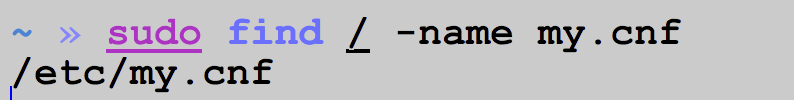 ~ » sudo find / -name my.cnf
/etc/my.cnf